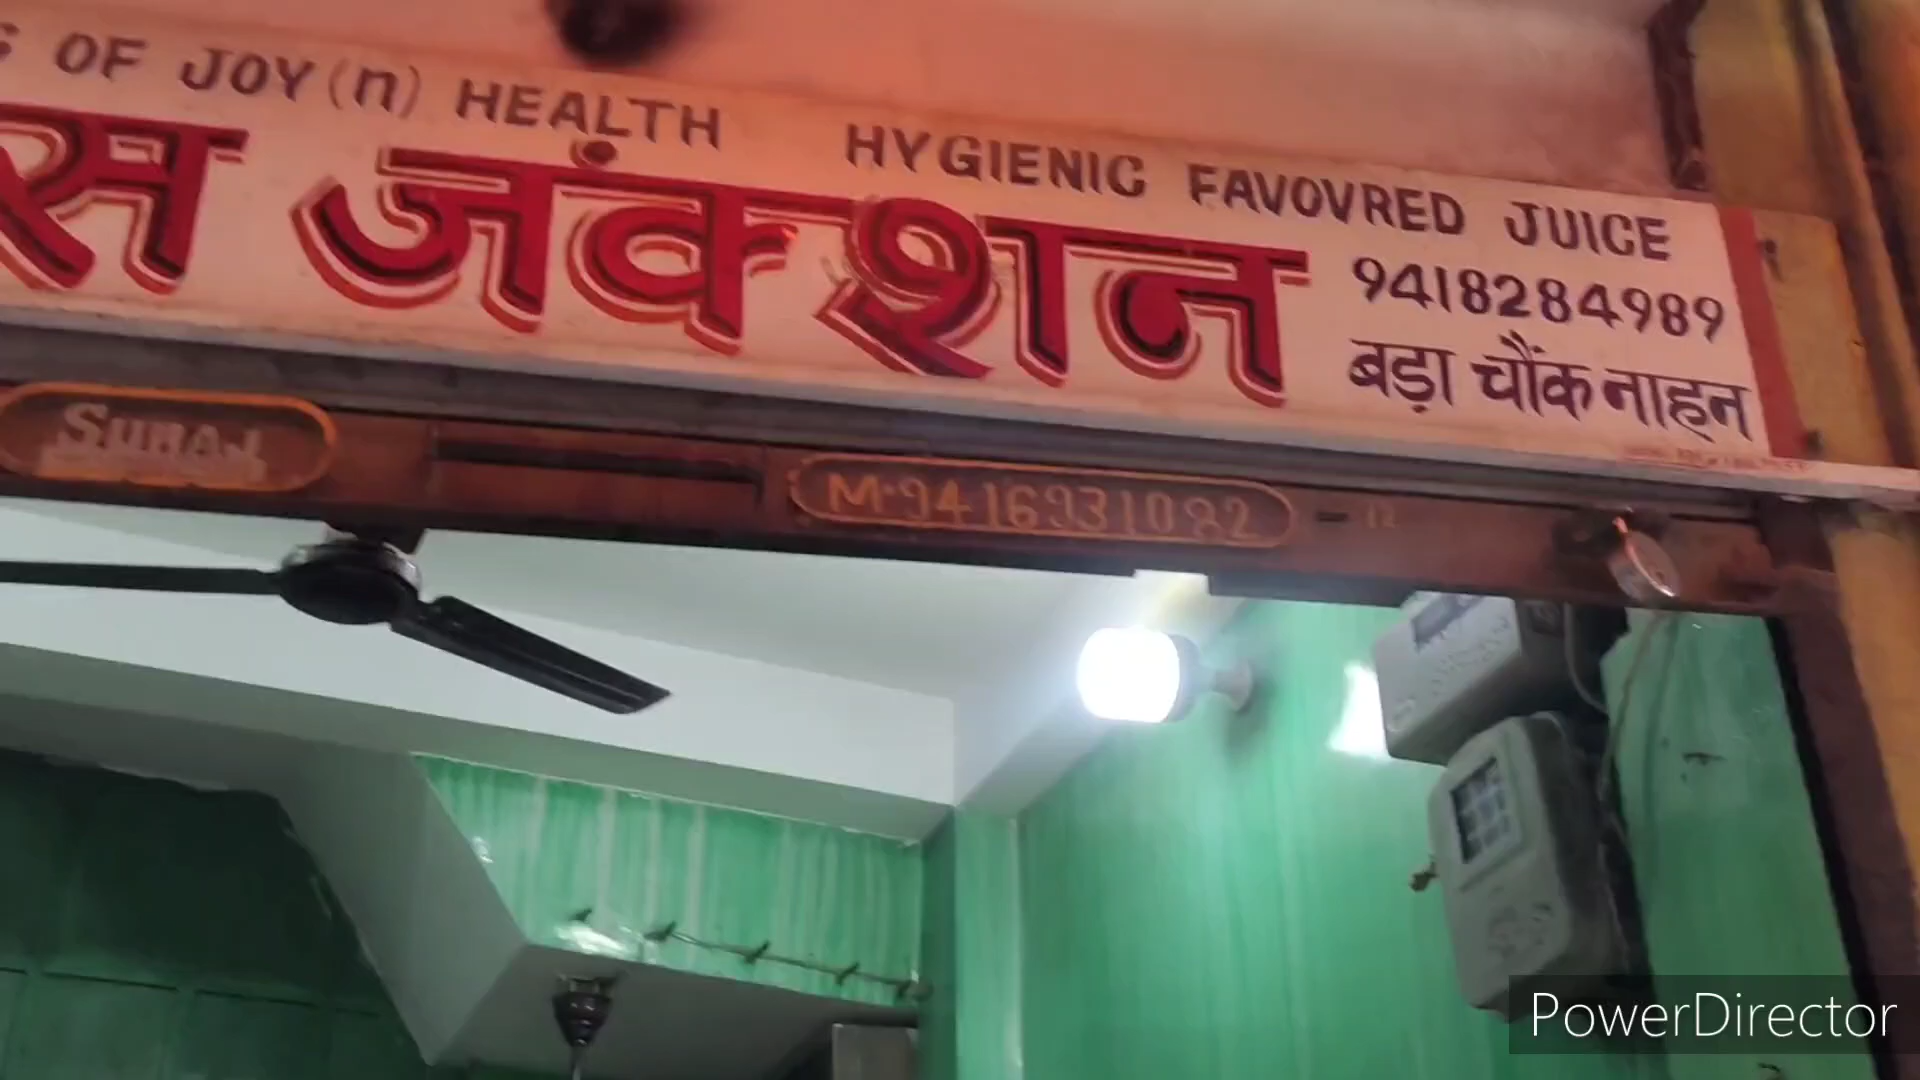 OF JOY(n) HEALTH HYGIENIC FAVOVRED JUICE
स जंक्शन
9418284989
बड़ा चौंक नाहन
SURAJ
M-9416931082
PowerDirector